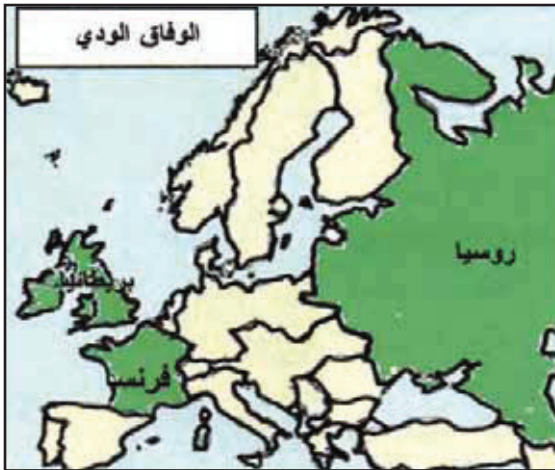 الوفاق الودي
روسيا
بريطانيا
فرنسا